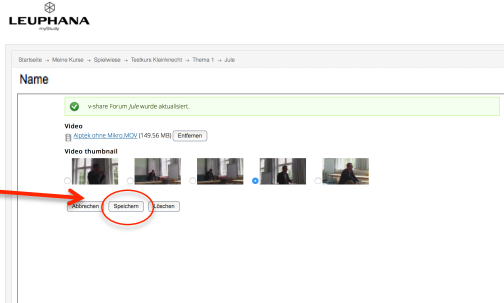 LEUPHANA
myStudy
Startseite → Meine Kurse → Spielwiese → Testkurs Kleinknecht → Thema 1 → Jule
Name
v-share Forum Jule wurde aktualisiert.
Video
Aiptek ohne Mikro.MOV (149.56 MB) Entfernen
Video thumbnail
Abbrechen Speichern Löschen